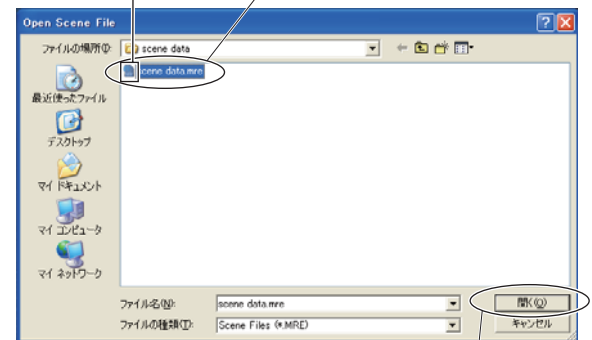 Open Scene File
ファイルの場所(I):
scene data
scene data.mre
最近使ったファイル
デスクトップ
マイ ドキュメント
マイ コンピュータ
マイ ネットワーク
ファイル名(N):
scene data.mre
開く(O)
ファイルの種類(T):
Scene Files (*.MRE)
キャンセル